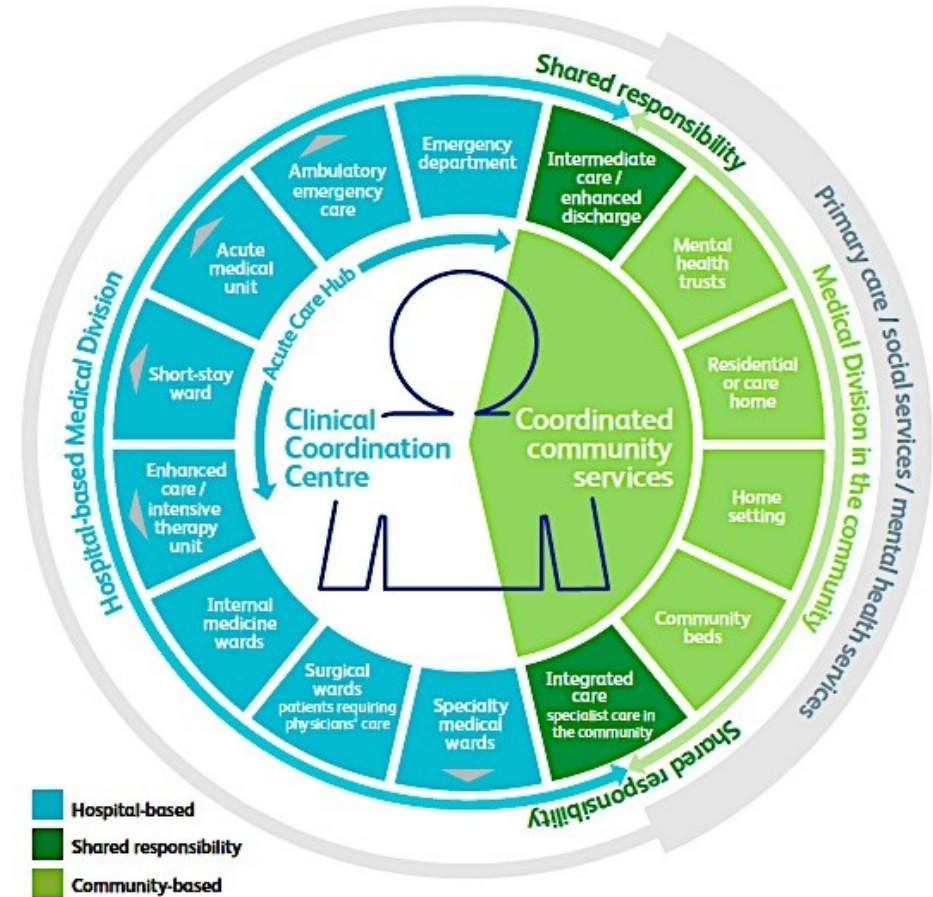 Shared responsibility
Primary care / social services / mental health services
Medical Division in the community
Hospital-based Medical Division
Emergency
department
Intermediate
care /
enhanced
discharge
Mental
health
trusts
Residential
or care
home
Home
setting
Community
beds
Integrated
care
specialist care in
the community
Specialty
medical
wards
Surgical
wards
patients requiring
physicians' care
Internal
medicine
wards
Enhanced
care /
intensive
therapy
unit
Short-stay
ward
Acute
medical
unit
Ambulatory
emergency
care
Acute Care Hub
Clinical
Coordination
Centre
Coordinated
community
services
Shared responsibility
Hospital-based
Shared responsibility
Community-based